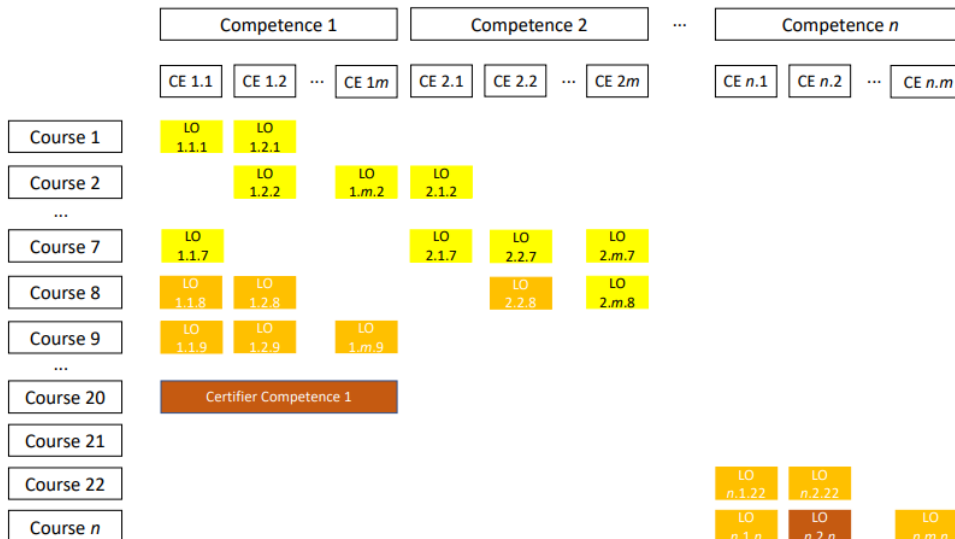 Competence 1 Competence 2 ... Competence n
CE 1.1 CE 1.2 ... CE 1m CE 2.1 CE 2.2 ... CE 2m CE n.1 CE n.2 ... CE n.m
Course 1 LO 1.1.1 LO 1.2.1
Course 2 LO 1.2.2 LO 1.m.2 LO 2.1.2
...
Course 7 LO 1.1.7 LO 2.1.7 LO 2.2.7 LO 2.m.7
Course 8 LO 1.1.8 LO 1.2.8 LO 2.2.8 LO 2.m.8
Course 9 LO 1.1.9 LO 1.2.9 LO 1.m.9
...
Course 20 Certifier Competence 1
Course 21
Course 22 LO n.1.22 LO n.2.22
Course n LO n.1.n LO n.2.n LO n.m.n